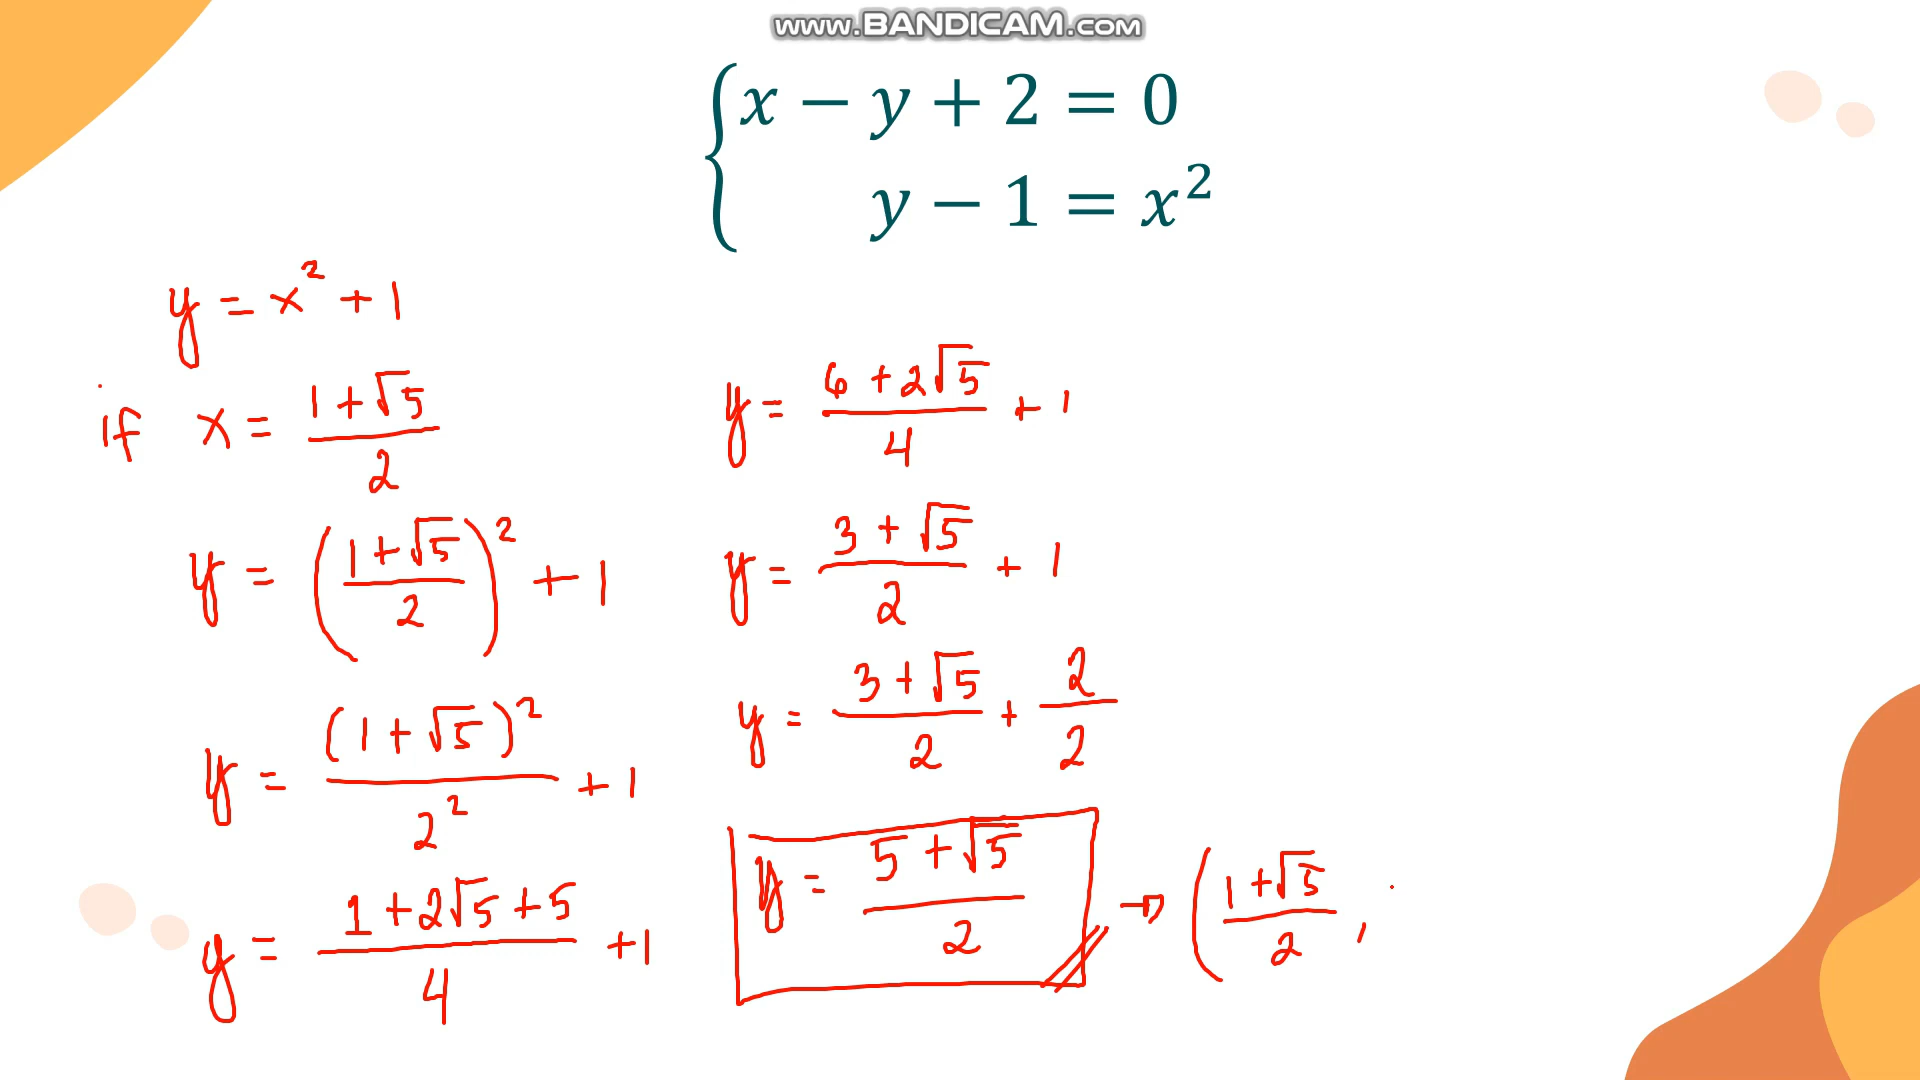 www.BANDICAM.com
x − y + 2 = 0
y − 1 = x²
y = x² + 1
if x = (1 + √5)/2
y = ((1 + √5)/2)² + 1
y = (1 + √5)²/2² + 1
y = (1 + 2√5 + 5)/4 + 1
y = (6 + 2√5)/4 + 1
y = (3 + √5)/2 + 1
y = (3 + √5)/2 + 2/2
y = (5 + √5)/2 → ((1 + √5)/2 ,